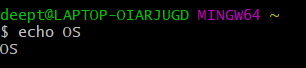 deept@LAPTOP-OIARJUGD MINGW64 ~
$ echo OS
OS